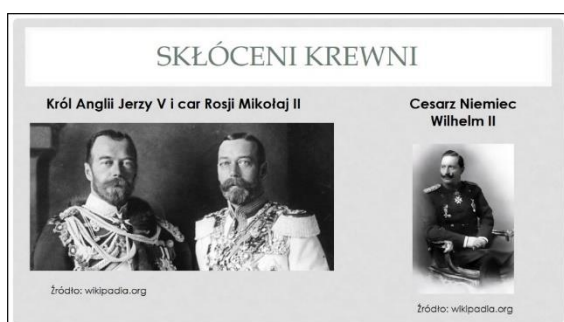 SKŁÓCENI KREWNI
Król Anglii Jerzy V i car Rosji Mikołaj II
Cesarz Niemiec
Wilhelm II
Źródło: wikipadia.org
Źródło: wikipadia.org